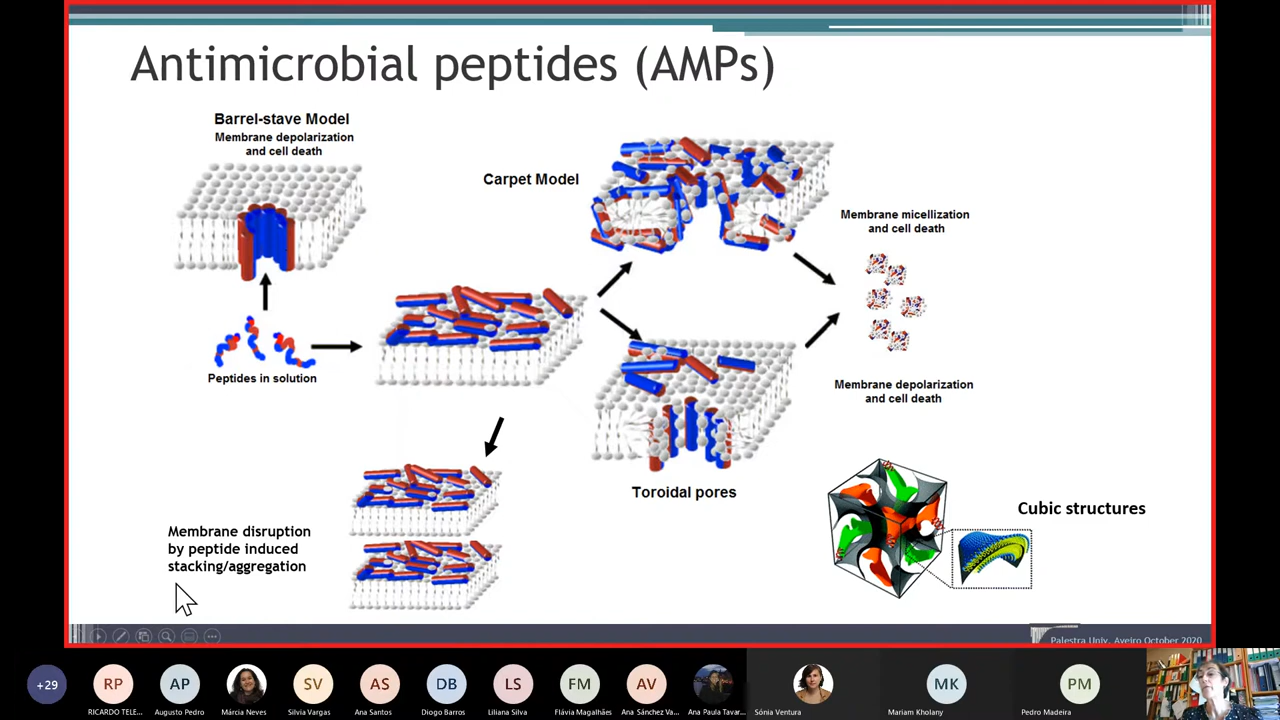 Antimicrobial peptides (AMPs)
Barrel-stave Model
Membrane depolarization
and cell death
Carpet Model
Membrane micellization
and cell death
Peptides in solution
Membrane depolarization
and cell death
Toroidal pores
Cubic structures
Membrane disruption
by peptide induced
stacking/aggregation
Palestra Univ. Aveiro October 2020
+29
RP
AP
SV
AS
DB
LS
FM
AV
MK
PM
RICARDO TELE...
Augusto Pedro
Márcia Neves
Silvia Vargas
Ana Santos
Diogo Barros
Liliana Silva
Flávia Magalhães
Ana Sánchez Va...
Ana Paula Tavar...
Sónia Ventura
Mariam Kholany
Pedro Madeira